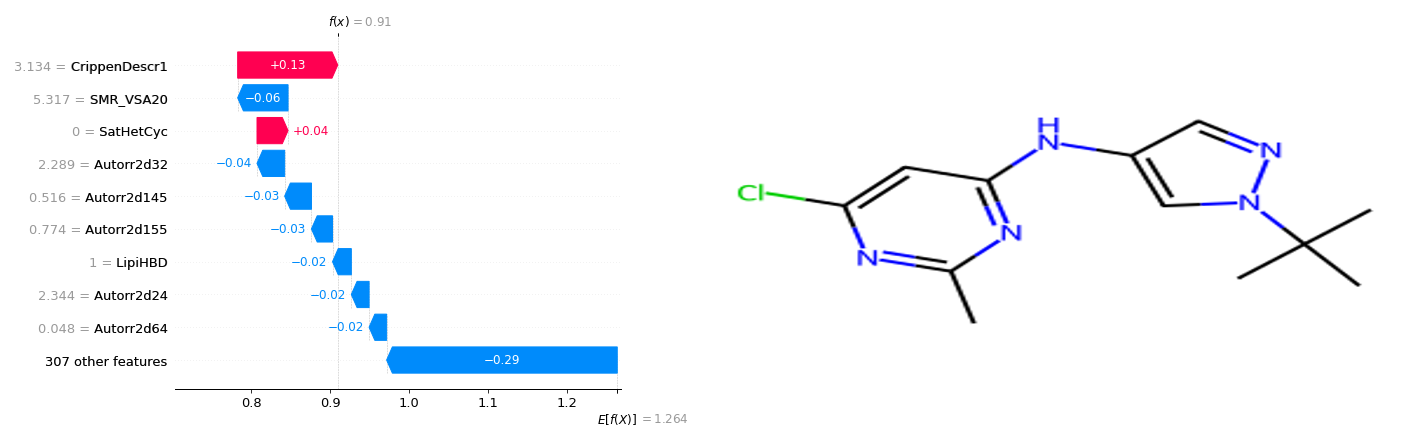 f(x) = 0.91
3.134 = CrippenDescr1
+0.13
5.317 = SMR_VSA20
−0.06
0 = SatHetCyc
+0.04
2.289 = Autorr2d32
−0.04
0.516 = Autorr2d145
−0.03
0.774 = Autorr2d155
−0.03
1 = LipiHBD
−0.02
2.344 = Autorr2d24
−0.02
0.048 = Autorr2d64
−0.02
307 other features
−0.29
0.8 0.9 1.0 1.1 1.2
E[f(X)] = 1.264
H
N
N
Cl
N
N
N